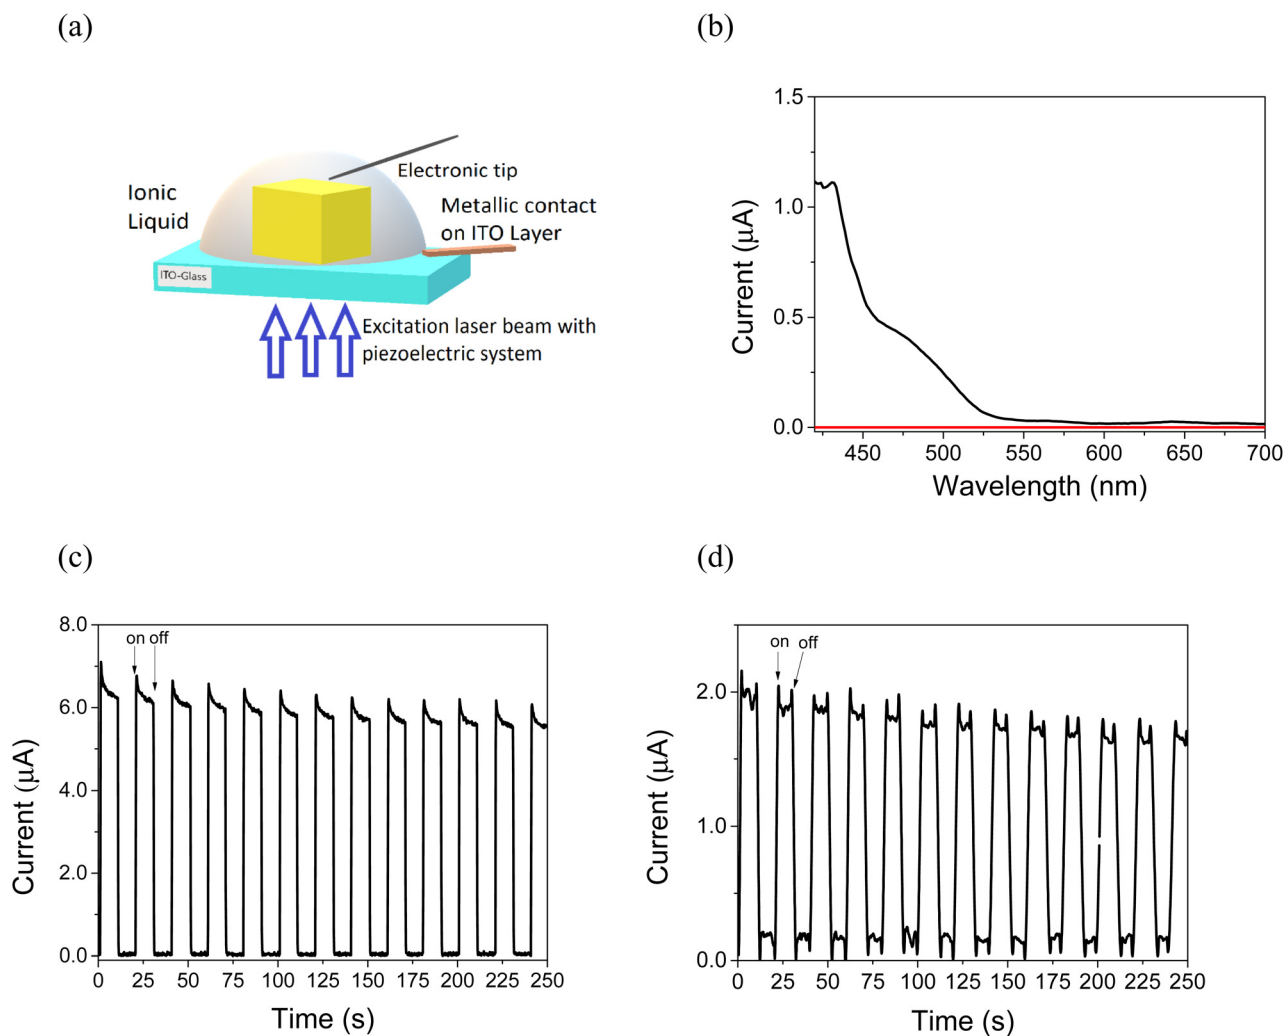 (a)
Ionic
Liquid
Electronic tip
Metallic contact
on ITO Layer
ITO-Glass
Excitation laser beam with
piezoelectric system
(b)
1.5
1.0
0.5
0.0
Current (μA)
450 500 550 600 650 700
Wavelength (nm)
(c)
8.0
6.0
4.0
2.0
0.0
on off
Current (μA)
0 25 50 75 100 125 150 175 200 225 250
Time (s)
(d)
2.0
1.0
0.0
on off
Current (μA)
0 25 50 75 100 125 150 175 200 225 250
Time (s)